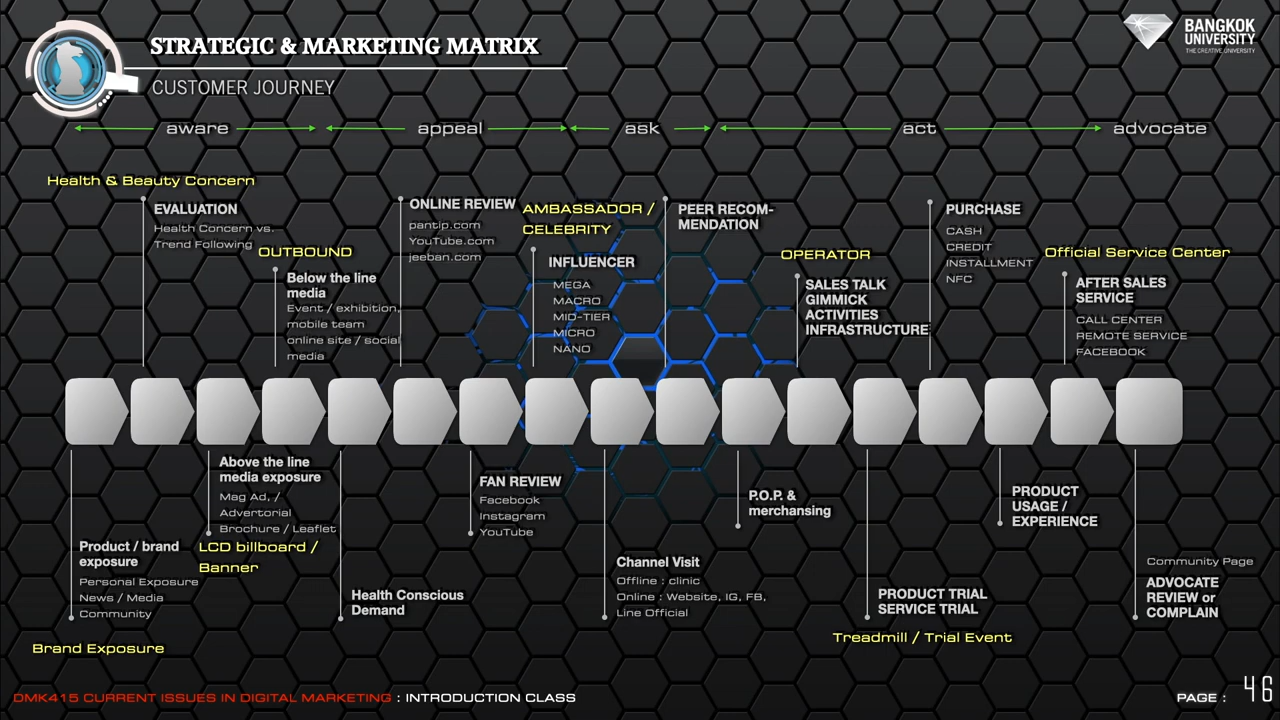 STRATEGIC & MARKETING MATRIX
CUSTOMER JOURNEY
BANGKOK
UNIVERSITY
THE CREATIVE UNIVERSITY
aware
appeal
ask
act
advocate
Health & Beauty Concern
EVALUATION
Health Concern vs.
Trend Following
OUTBOUND
Below the line
media
Event / exhibition,
mobile team
online site / social
media
ONLINE REVIEW
pantip.com
YouTube.com
jeeban.com
AMBASSADOR /
CELEBRITY
INFLUENCER
MEGA
MACRO
MID-TIER
MICRO
NANO
PEER RECOM-
MENDATION
OPERATOR
SALES TALK
GIMMICK
ACTIVITIES
INFRASTRUCTURE
PURCHASE
CASH
CREDIT
INSTALLMENT
NFC
Official Service Center
AFTER SALES
SERVICE
CALL CENTER
REMOTE SERVICE
FACEBOOK
Product / brand
exposure
Personal Exposure
News / Media
Community
Brand Exposure
Above the line
media exposure
Mag Ad, /
Advertorial
Brochure / Leaflet
LCD billboard /
Banner
Health Conscious
Demand
FAN REVIEW
Facebook
Instagram
YouTube
Channel Visit
Offline : clinic
Online : Website, IG, FB,
Line Official
P.O.P. &
merchansing
PRODUCT TRIAL
SERVICE TRIAL
Treadmill / Trial Event
PRODUCT
USAGE /
EXPERIENCE
Community Page
ADVOCATE
REVIEW or
COMPLAIN
DMK415 CURRENT ISSUES IN DIGITAL MARKETING : INTRODUCTION CLASS
PAGE : 46